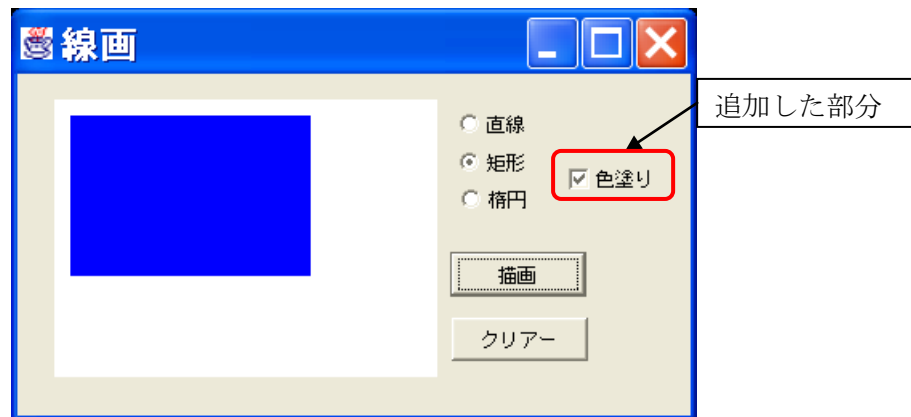 線画
追加した部分
直線
矩形
色塗り
楕円
描画
クリアー